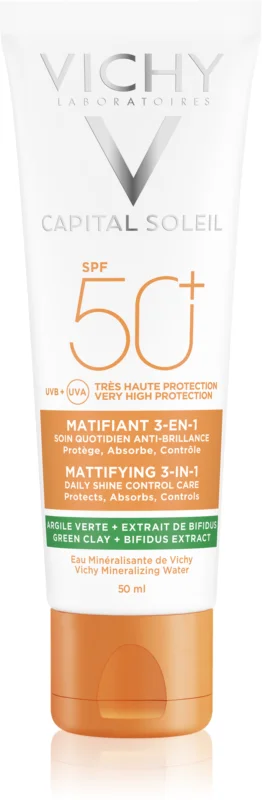 VICHY
LABORATOIRES
CAPITAL SOLEIL
SPF
50+
UVB + UVA TRÈS HAUTE PROTECTION
VERY HIGH PROTECTION
MATIFIANT 3-EN-1
SOIN QUOTIDIEN ANTI-BRILLANCE
Protège, Absorbe, Contrôle
MATTIFYING 3-IN-1
DAILY SHINE CONTROL CARE
Protects, Absorbs, Controls
ARGILE VERTE + EXTRAIT DE BIFIDUS
GREEN CLAY + BIFIDUS EXTRACT
Eau Minéralisante de Vichy
Vichy Mineralizing Water
50 ml